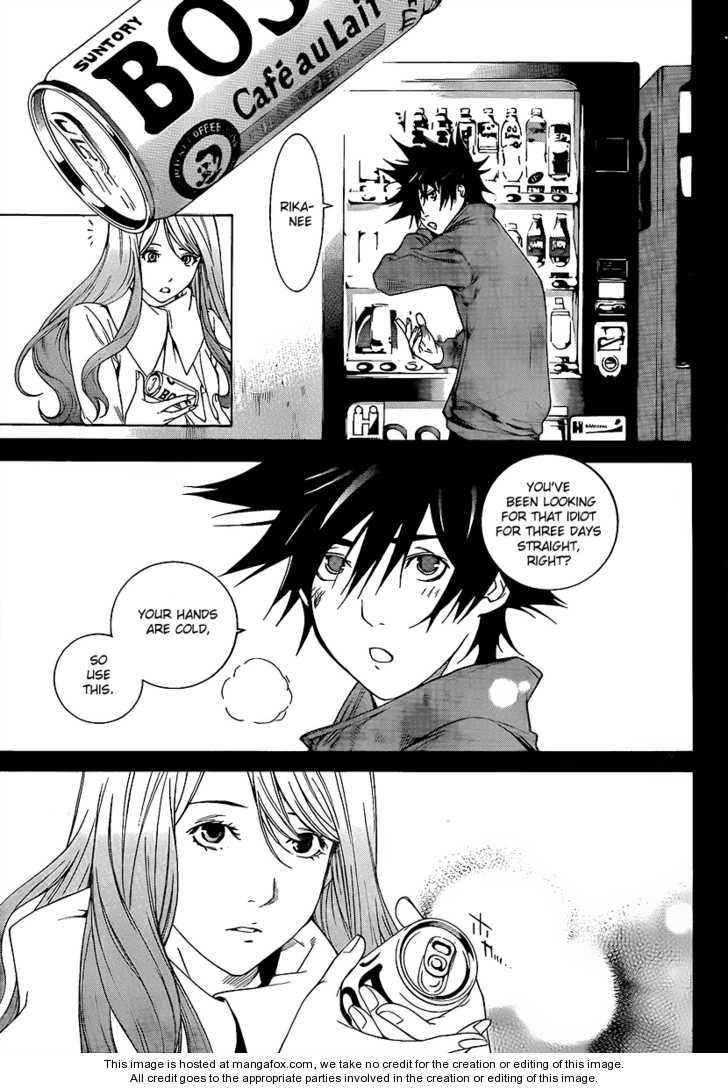 SUNTORY
BOS
Café au Lait
COFFEE
RIKA-
NEE
YOU'VE
BEEN LOOKING
FOR THAT IDIOT
FOR THREE DAYS
STRAIGHT,
RIGHT?
YOUR HANDS
ARE COLD,
SO
USE
THIS.
This image is hosted at mangafox.com, we take no credit for the creation or editing of this image.
All credit goes to the appropriate parties involved in the creation or editing of this image.